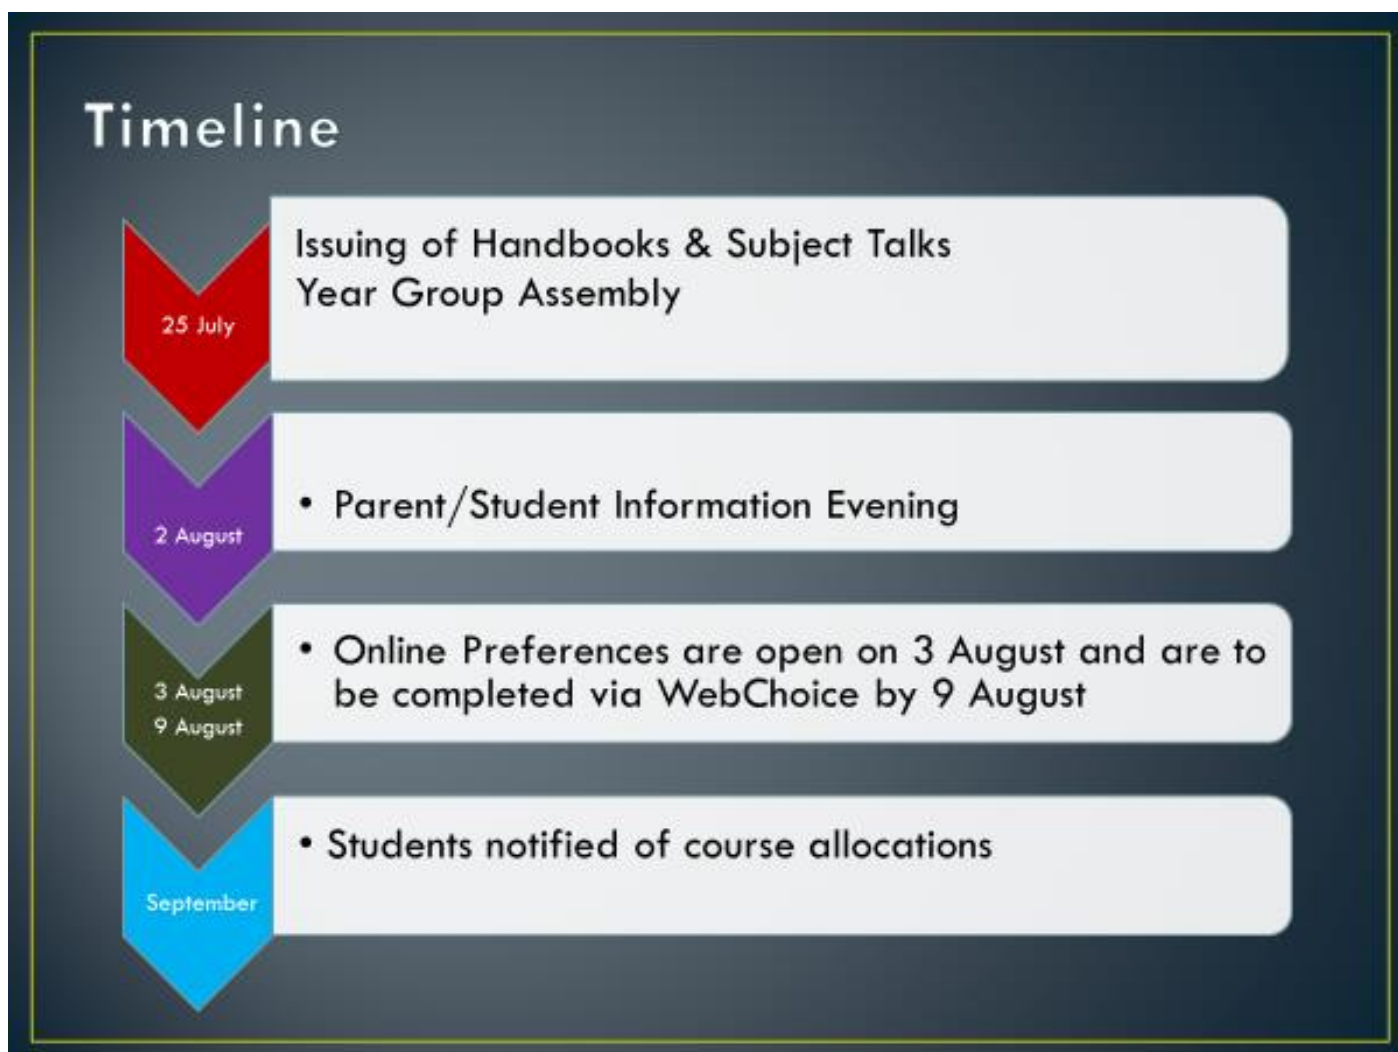 Timeline
25 July
Issuing of Handbooks & Subject Talks
Year Group Assembly
2 August
• Parent/Student Information Evening
3 August
9 August
• Online Preferences are open on 3 August and are to
be completed via WebChoice by 9 August
September
• Students notified of course allocations